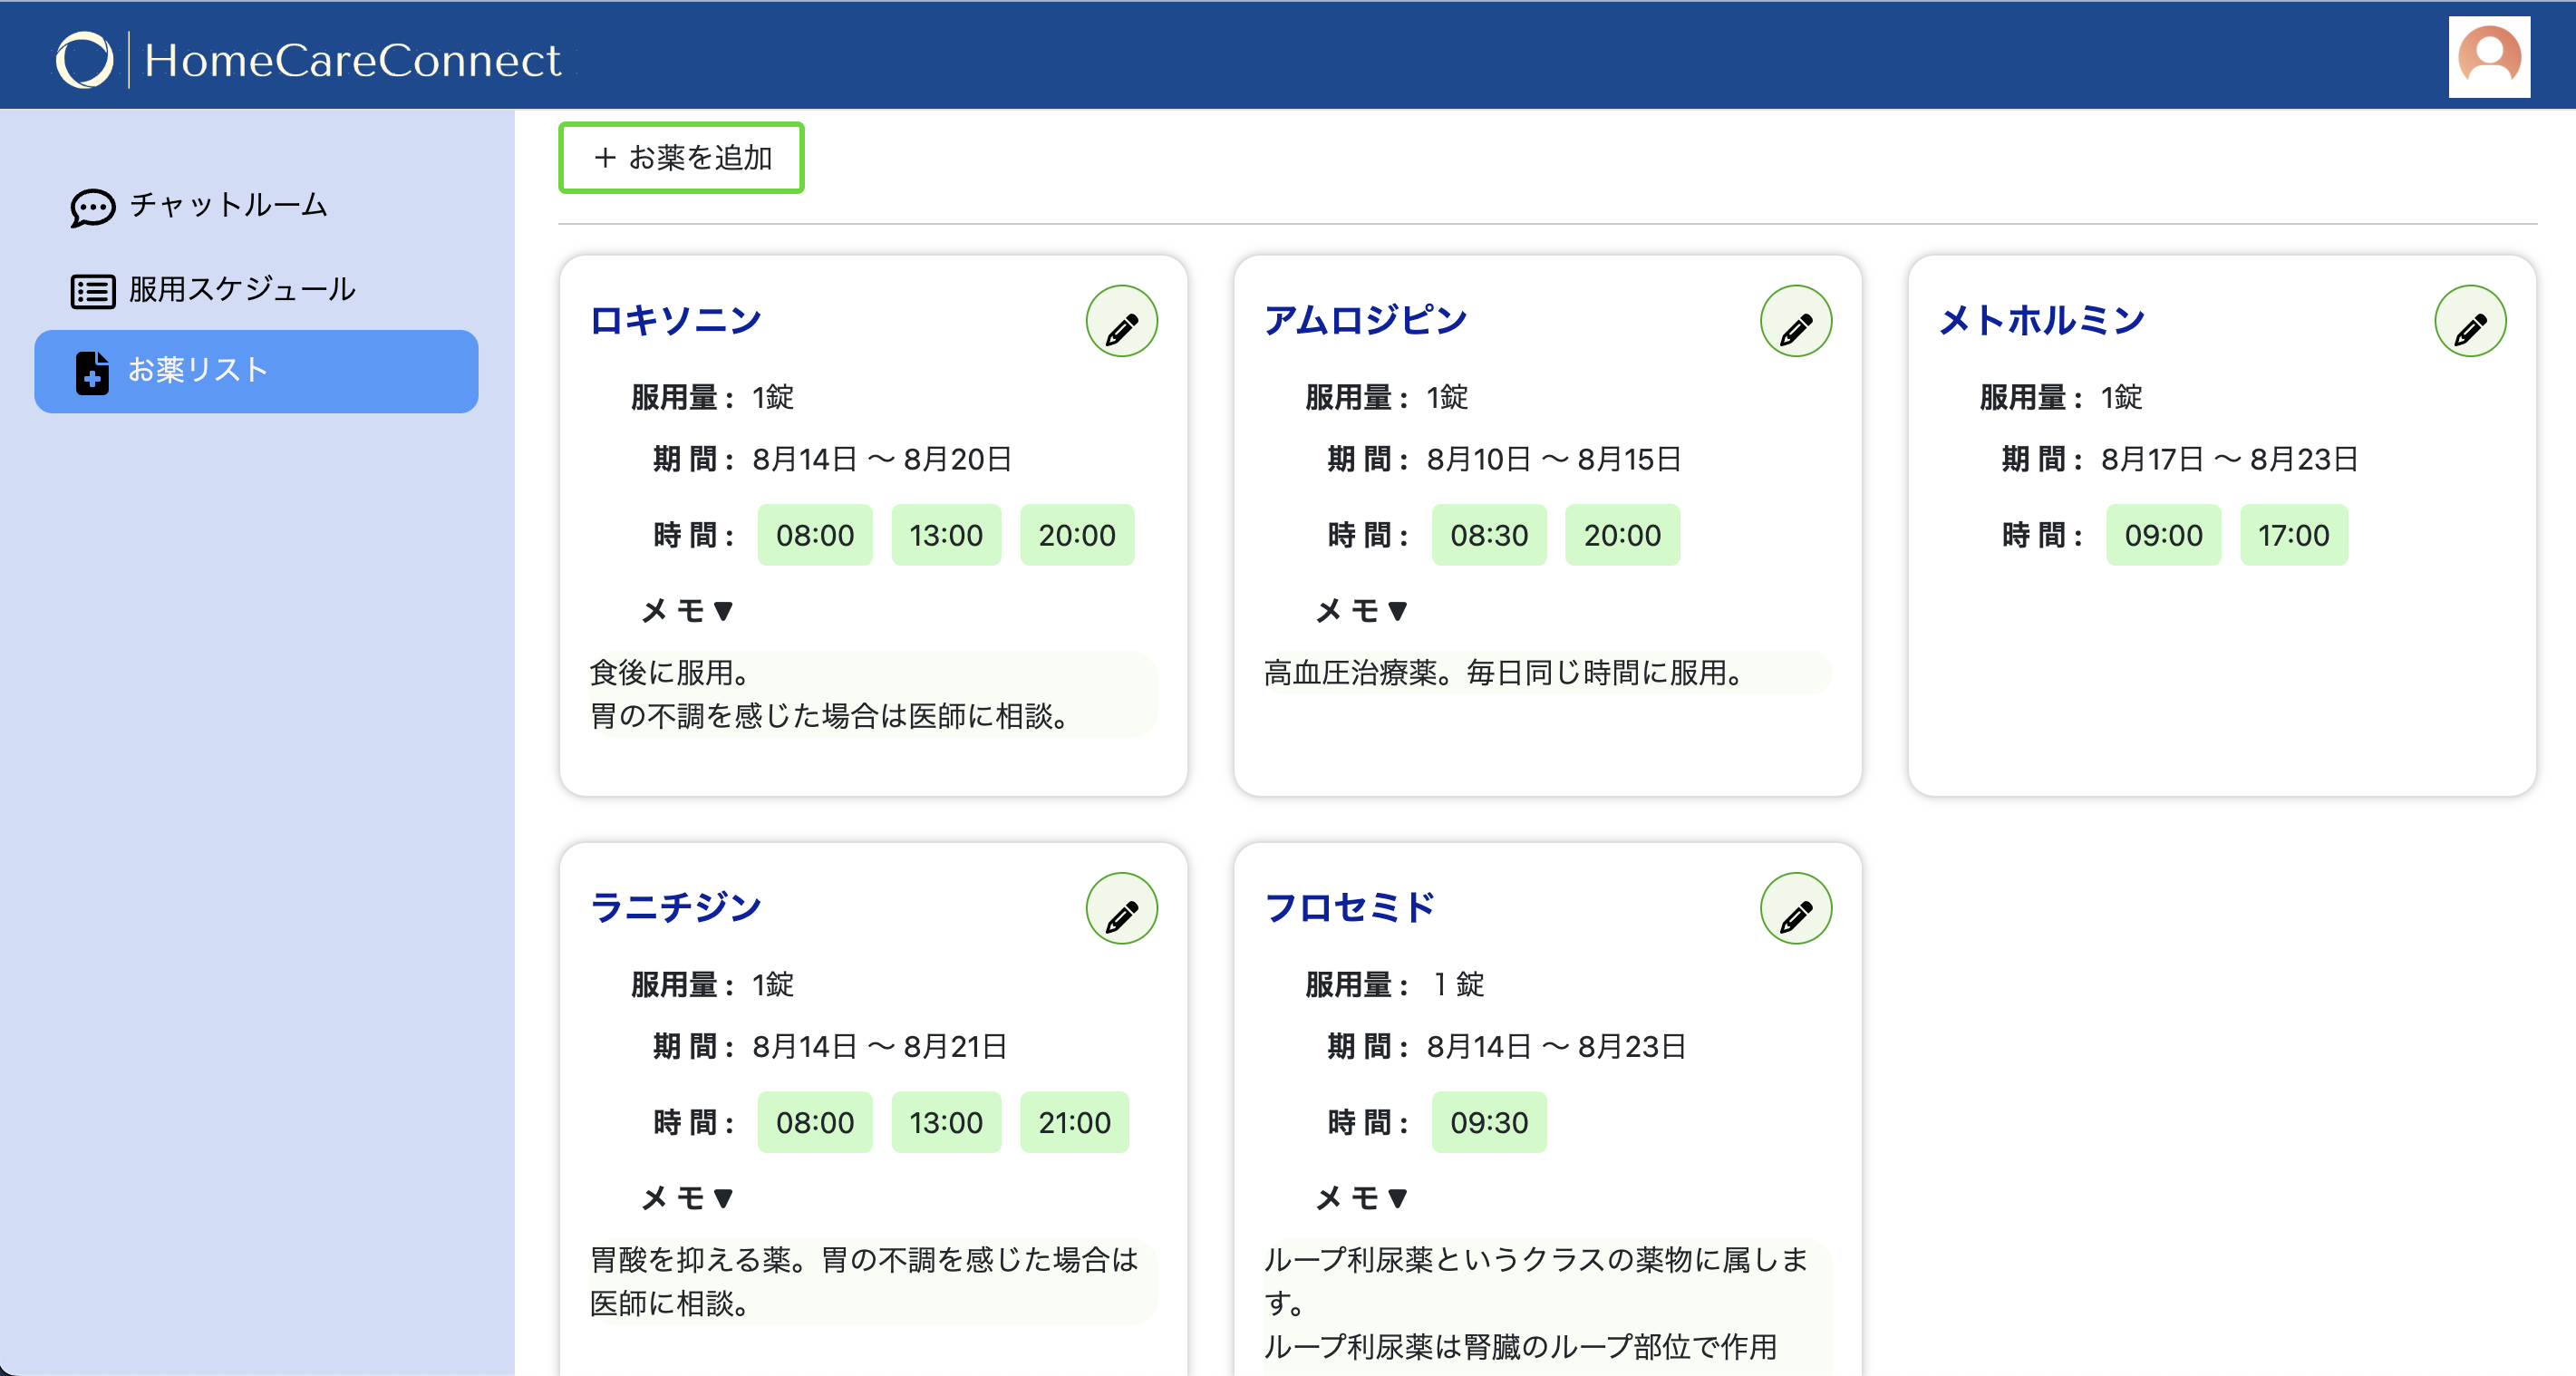 HomeCareConnect
チャットルーム
服用スケジュール
お薬リスト
＋ お薬を追加
ロキソニン
服用量： 1錠
期 間： 8月14日 〜 8月20日
時 間： 08:00 13:00 20:00
メ モ▼
食後に服用。
胃の不調を感じた場合は医師に相談。
アムロジピン
服用量： 1錠
期 間： 8月10日 〜 8月15日
時 間： 08:30 20:00
メ モ▼
高血圧治療薬。毎日同じ時間に服用。
メトホルミン
服用量： 1錠
期 間： 8月17日 〜 8月23日
時 間： 09:00 17:00
ラニチジン
服用量： 1錠
期 間： 8月14日 〜 8月21日
時 間： 08:00 13:00 21:00
メ モ▼
胃酸を抑える薬。胃の不調を感じた場合は
医師に相談。
フロセミド
服用量： １錠
期 間： 8月14日 〜 8月23日
時 間： 09:30
メ モ▼
ループ利尿薬というクラスの薬物に属しま
す。
ループ利尿薬は腎臓のループ部位で作用